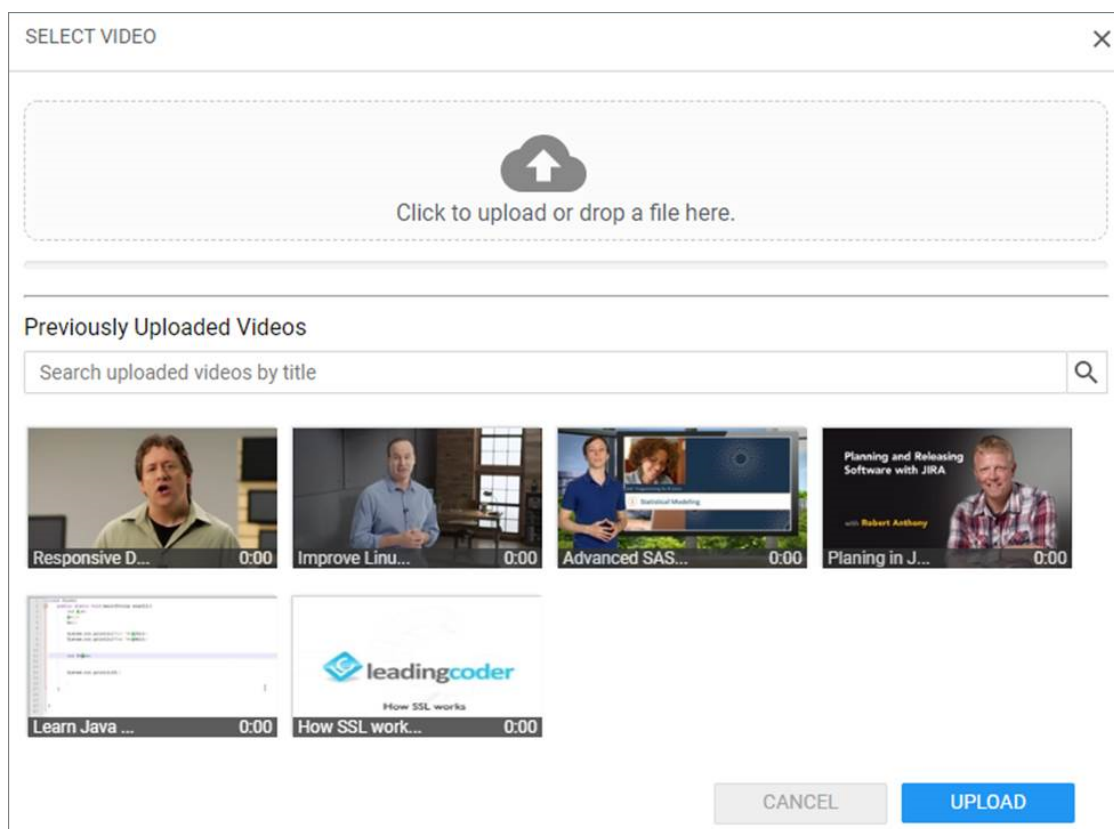 SELECT VIDEO
Click to upload or drop a file here.
Previously Uploaded Videos
Search uploaded videos by title
Statistical Modeling
Planning and Releasing
Software with JIRA
with Robert Anthony
Responsive D... 0:00
Improve Linu... 0:00
Advanced SAS... 0:00
Planing in J... 0:00
leadingcoder
How SSL works
Learn Java ... 0:00
How SSL work... 0:00
CANCEL
UPLOAD